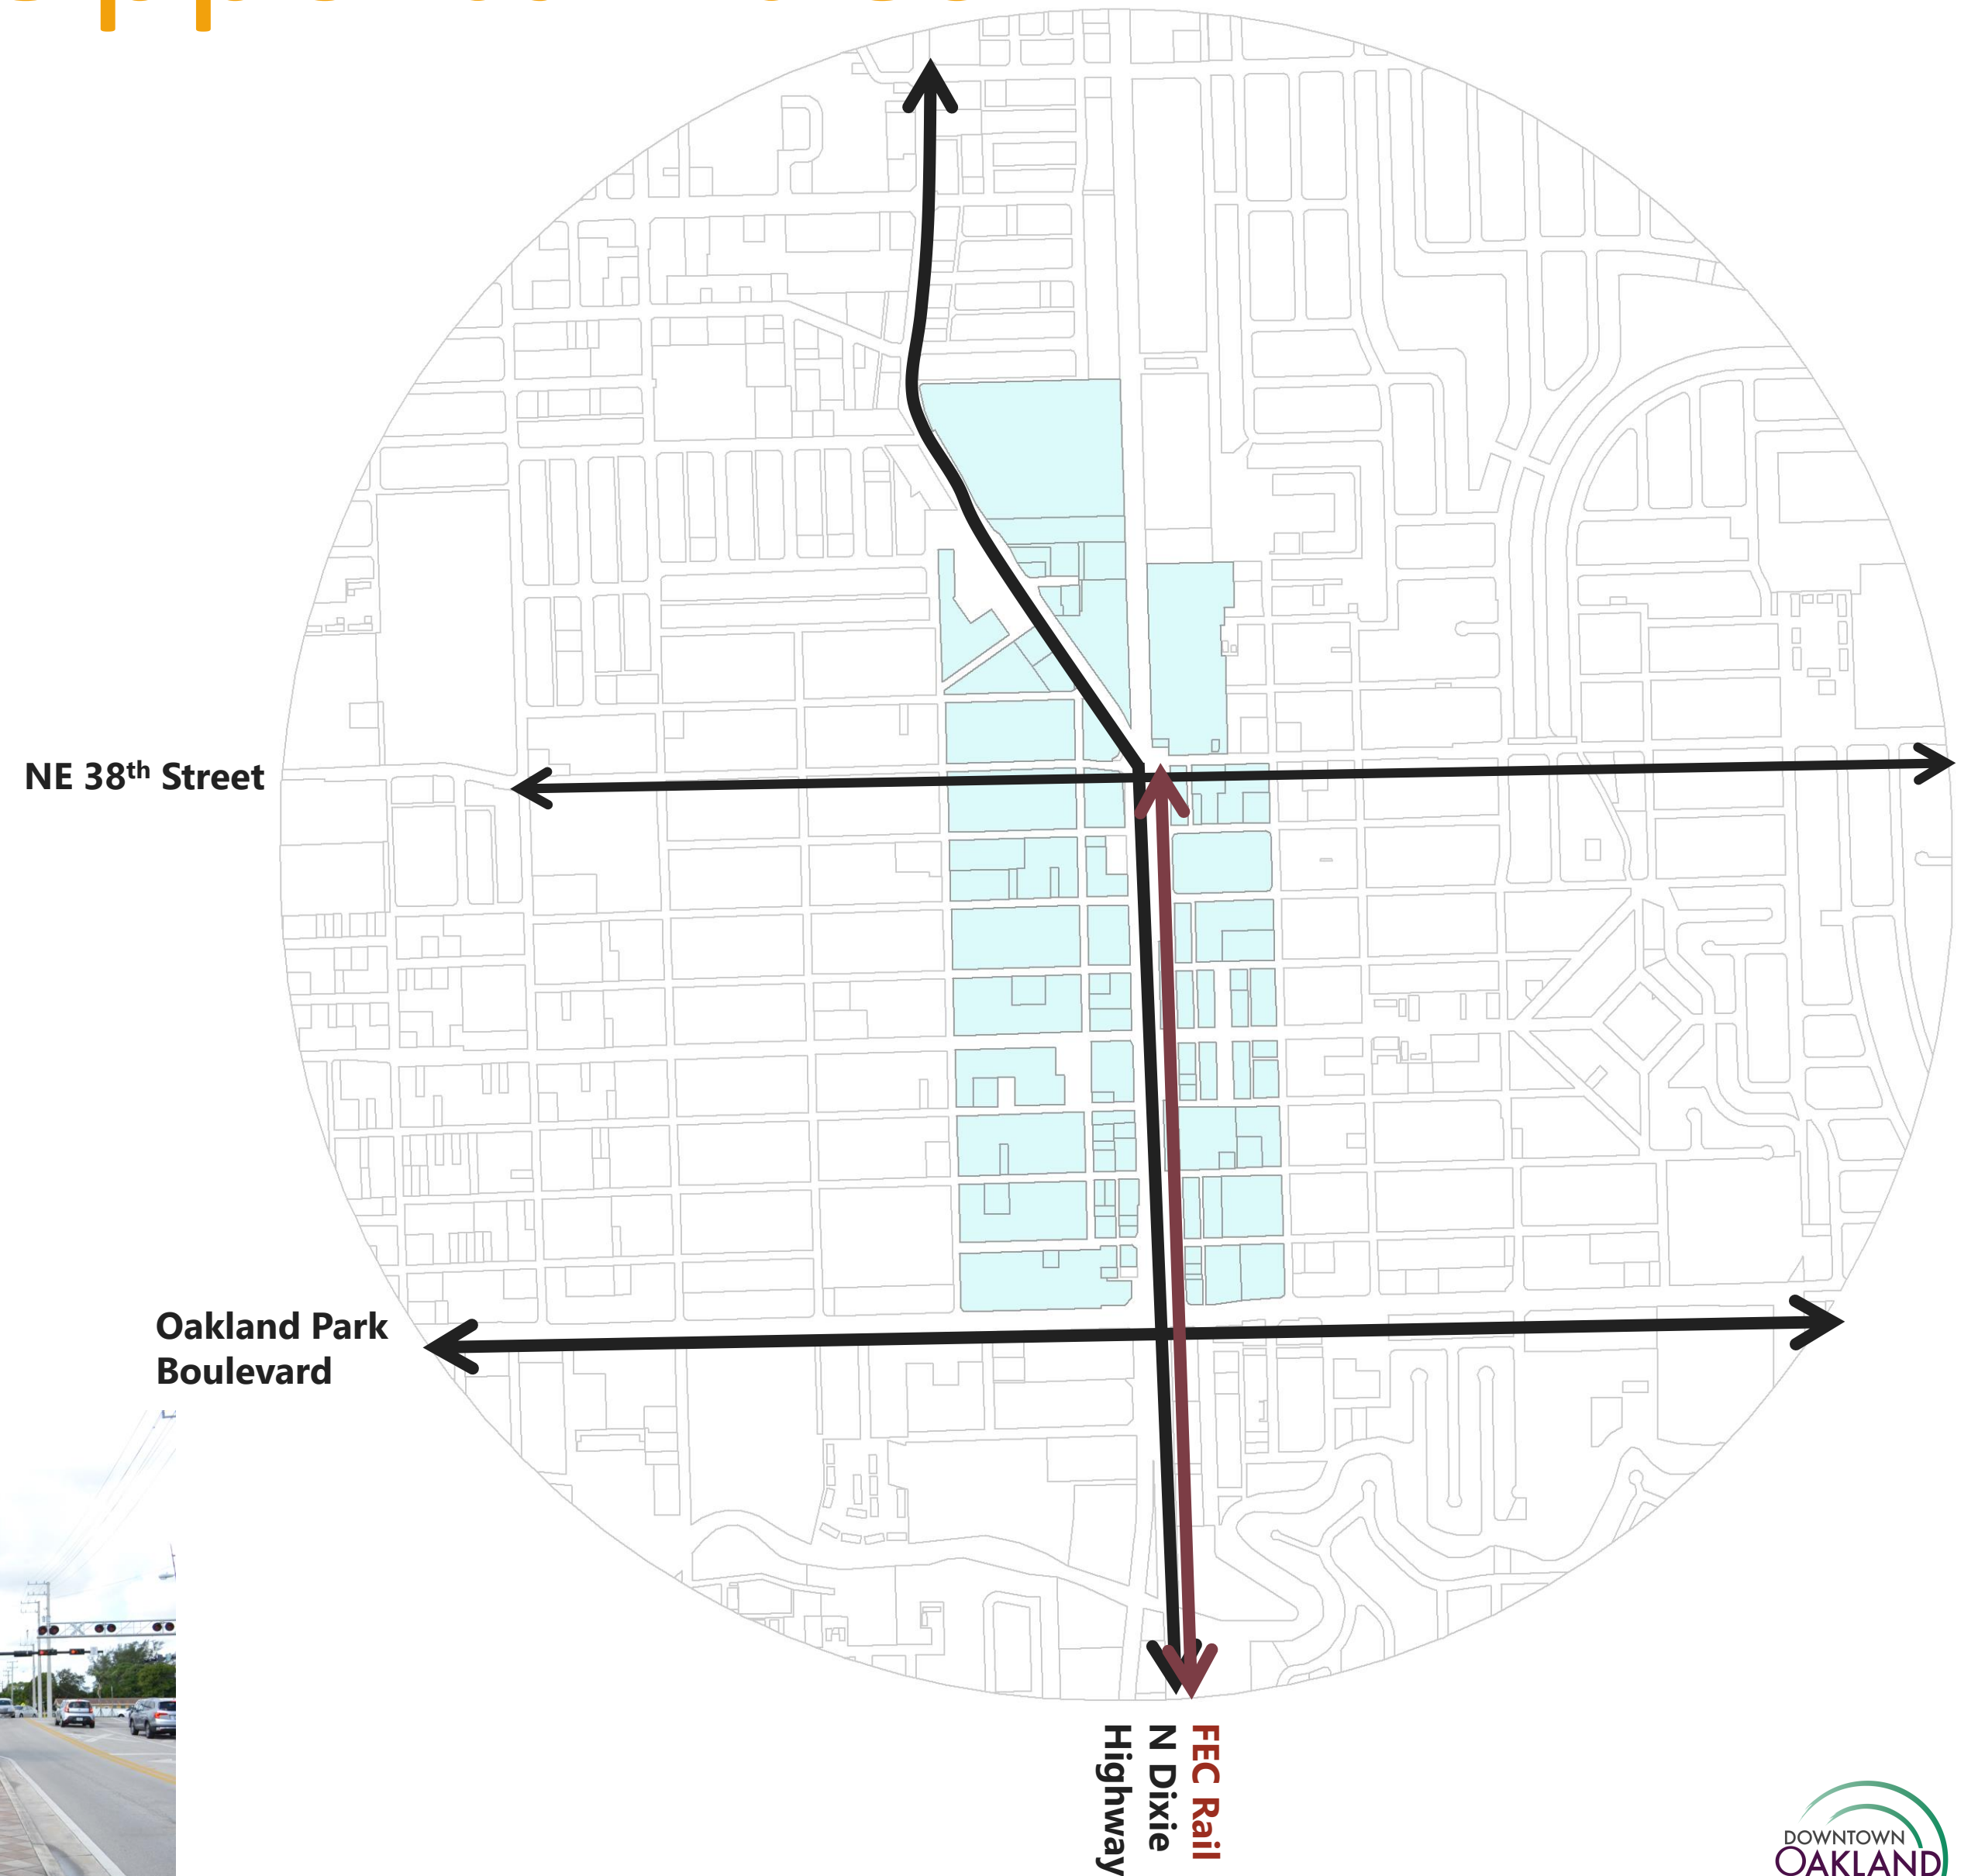 NE 38th Street
Oakland Park
Boulevard
FEC Rail
N Dixie
Highway
DOWNTOWN
OAKLAND